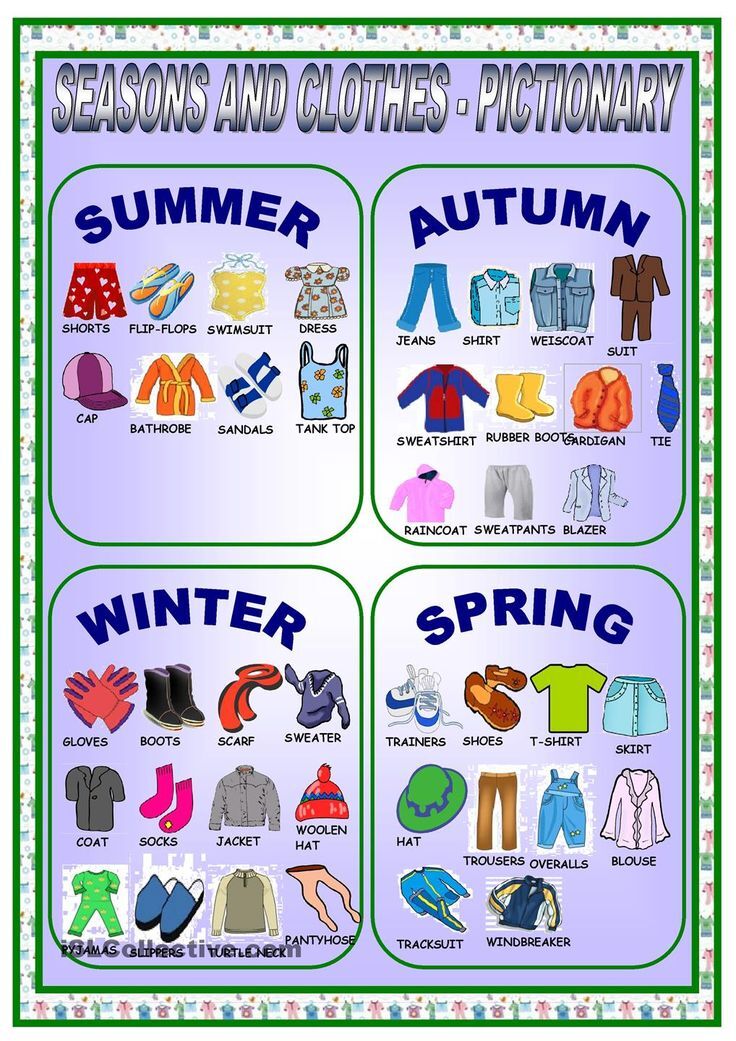 SEASONS AND CLOTHES - PICTIONARY
SUMMER
SHORTS FLIP-FLOPS SWIMSUIT DRESS
CAP BATHROBE SANDALS TANK TOP
AUTUMN
JEANS SHIRT WEISCOAT SUIT
SWEATSHIRT RUBBER BOOTS CARDIGAN TIE
RAINCOAT SWEATPANTS BLAZER
WINTER
GLOVES BOOTS SCARF SWEATER
COAT SOCKS JACKET WOOLEN
HAT
PYJAMAS SLIPPERS TURTLE NECK PANTYHOSE
iSLCollective.com
SPRING
TRAINERS SHOES T-SHIRT SKIRT
HAT TROUSERS OVERALLS BLOUSE
TRACKSUIT WINDBREAKER